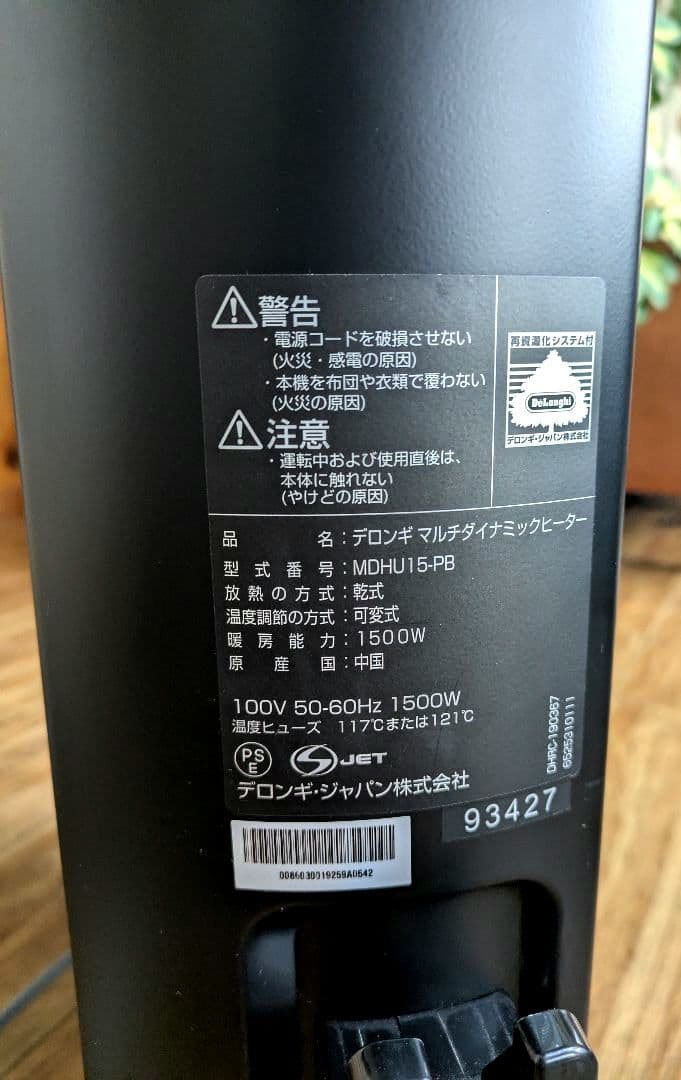 警告
・電源コードを破損させない
(火災・感電の原因)
・本機を布団や衣類で覆わない
(火災の原因)
注意
・運転中および使用直後は、
本体に触れない
(やけどの原因)
再資源化システム付
DeLonghi
デロンギ・ジャパン株式会社
品名：デロンギ マルチダイナミックヒーター
型式番号：MDHU15-PB
放熱の方式：乾式
温度調節の方式：可変式
暖房能力：1500W
原産国：中国
100V 50-60Hz 1500W
温度ヒューズ 117℃または121℃
PSE
S JET
デロンギ・ジャパン株式会社
DHRC-190367
6525310111
93427
0086030019259A0542